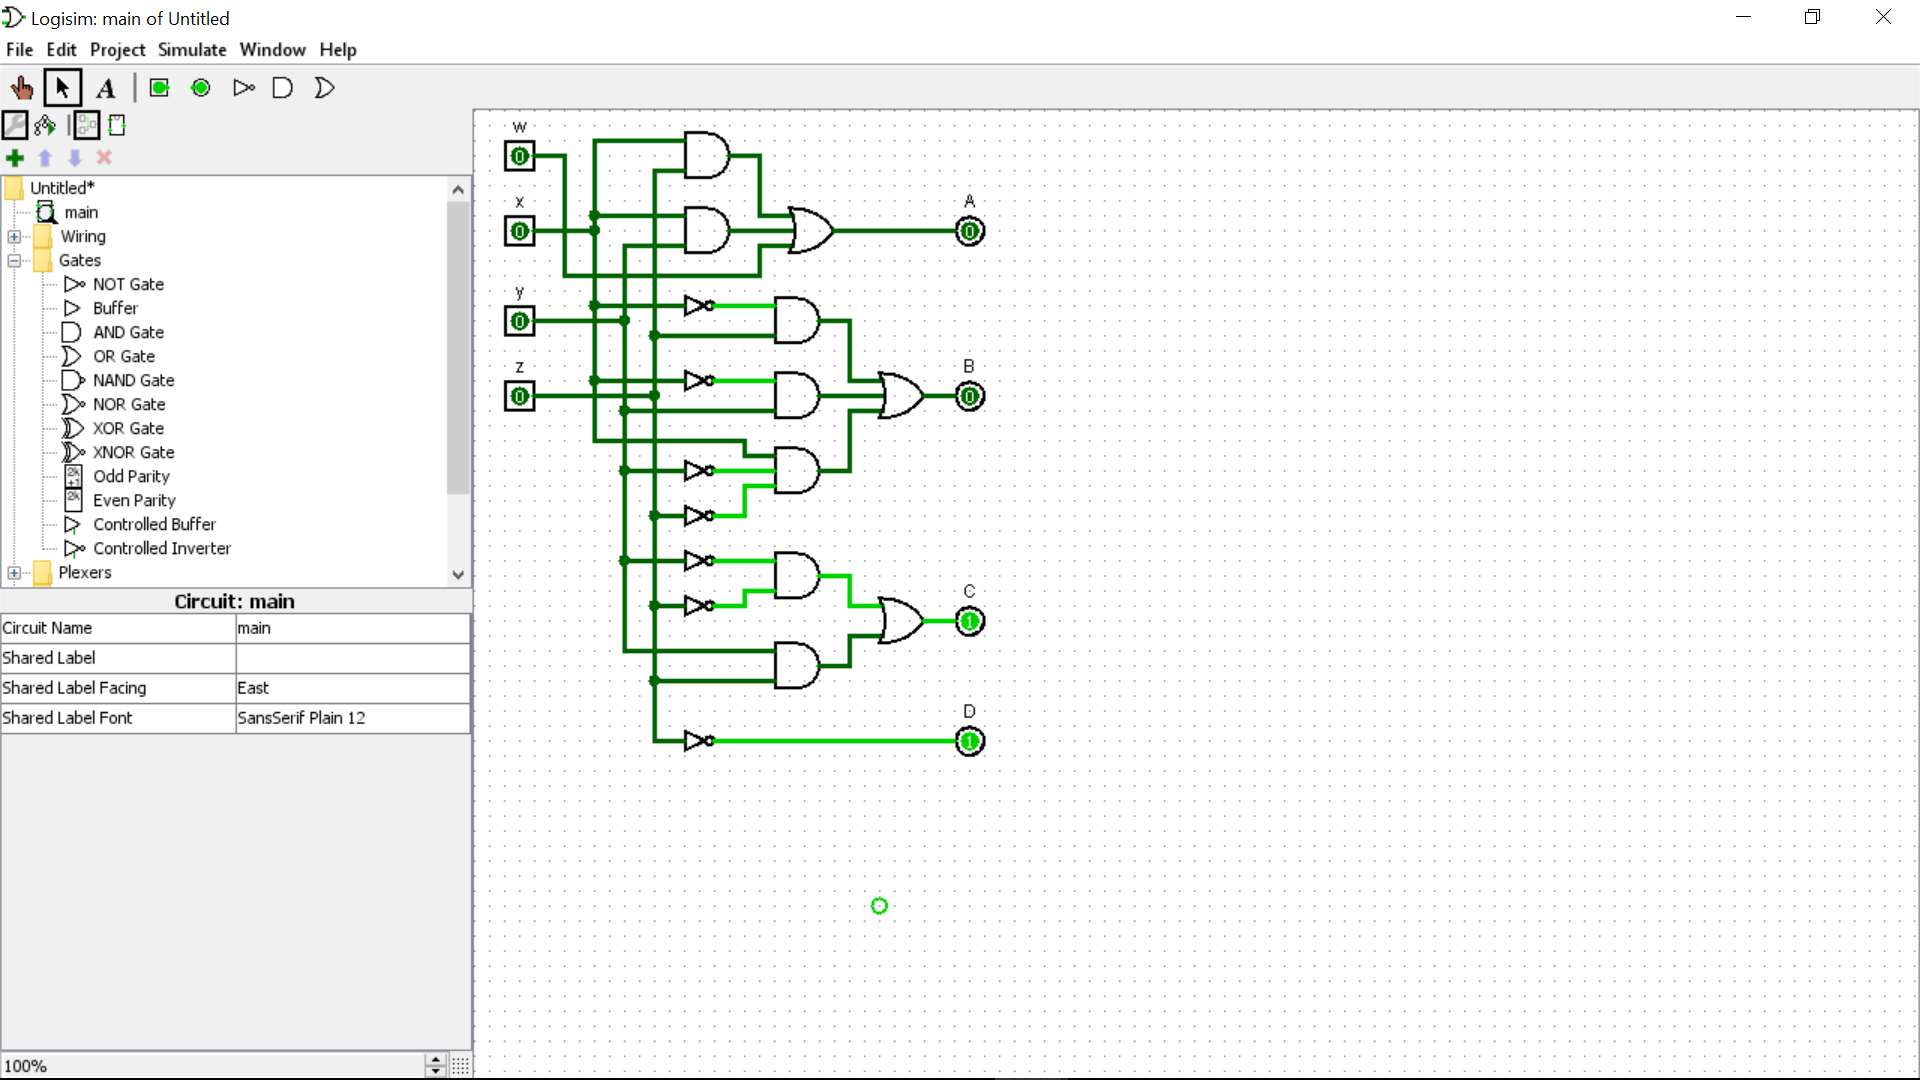 Logisim: main of Untitled
File Edit Project Simulate Window Help
A
Untitled*
main
Wiring
Gates
NOT Gate
Buffer
AND Gate
OR Gate
NAND Gate
NOR Gate
XOR Gate
XNOR Gate
2k+1 Odd Parity
2k Even Parity
Controlled Buffer
Controlled Inverter
Plexers
Circuit: main
Circuit Name main
Shared Label
Shared Label Facing East
Shared Label Font SansSerif Plain 12
100%
w
0
x
0
y
0
z
0
A
0
B
0
C
1
D
1